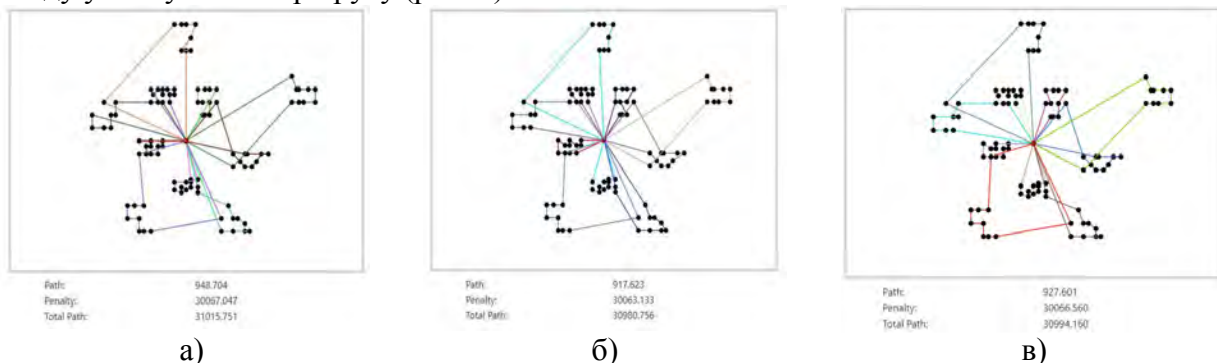 Path: 948.704
Penalty: 30067.047
Total Path: 31015.751
а)
Path: 917.623
Penalty: 30063.133
Total Path: 30980.756
б)
Path: 927.601
Penalty: 30066.560
Total Path: 30994.160
в)